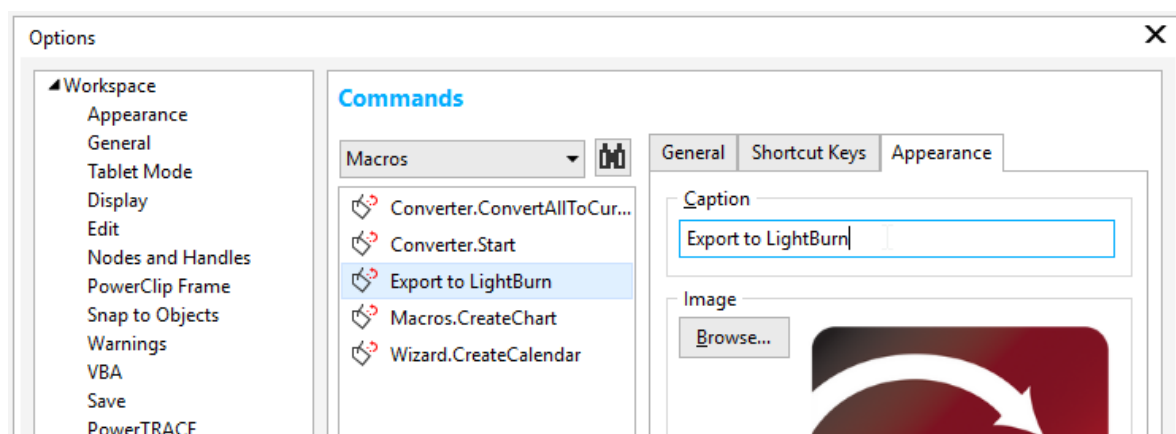 Options
Workspace
Appearance
General
Tablet Mode
Display
Edit
Nodes and Handles
PowerClip Frame
Snap to Objects
Warnings
VBA
Save
PowerTRACE
Commands
Macros
Converter.ConvertAllToCur...
Converter.Start
Export to LightBurn
Macros.CreateChart
Wizard.CreateCalendar
General Shortcut Keys Appearance
Caption
Export to LightBurn
Image
Browse...